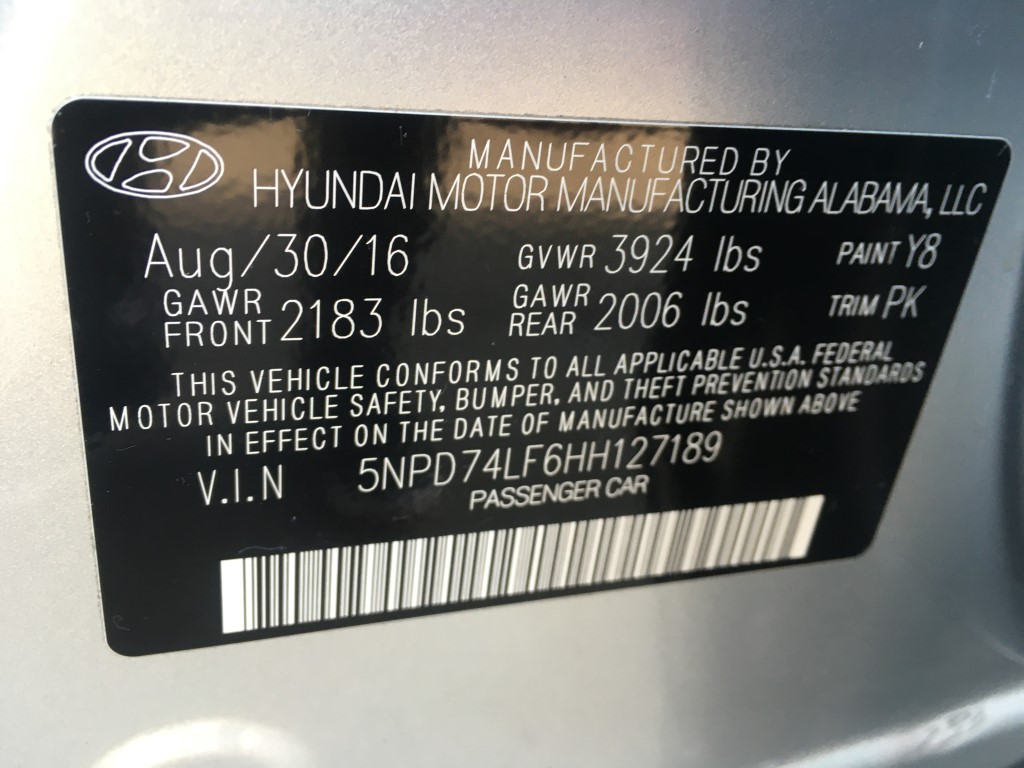 MANUFACTURED BY
HYUNDAI MOTOR MANUFACTURING ALABAMA, LLC
Aug/30/16 GVWR 3924 lbs PAINT Y8
GAWR FRONT 2183 lbs GAWR REAR 2006 lbs TRIM PK
THIS VEHICLE CONFORMS TO ALL APPLICABLE U.S.A. FEDERAL
MOTOR VEHICLE SAFETY, BUMPER, AND THEFT PREVENTION STANDARDS
IN EFFECT ON THE DATE OF MANUFACTURE SHOWN ABOVE
V.I.N 5NPD74LF6HH127189
PASSENGER CAR